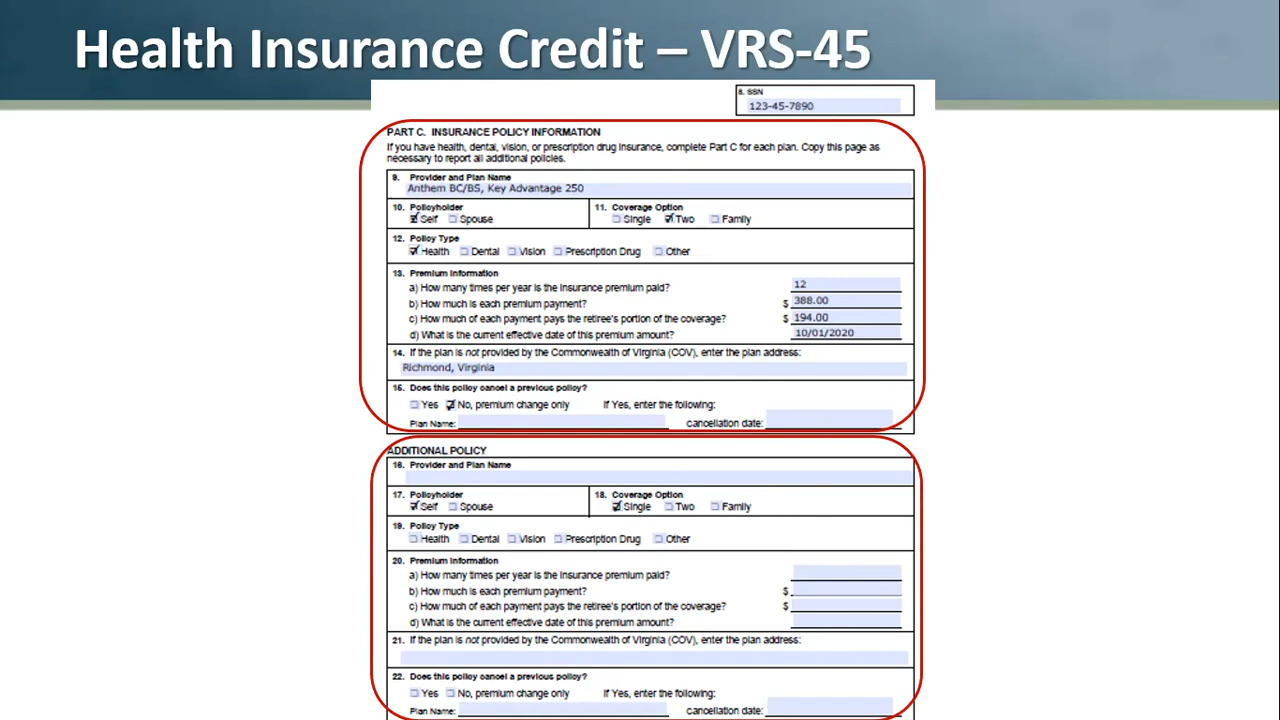 Health Insurance Credit – VRS-45
8. SSN
123-45-7890
PART C. INSURANCE POLICY INFORMATION
If you have health, dental, vision, or prescription drug insurance, complete Part C for each plan. Copy this page as
necessary to report all additional policies.
9. Provider and Plan Name
Anthem BC/BS, Key Advantage 250
10. Policyholder
Self Spouse
11. Coverage Option
Single Two Family
12. Policy Type
Health Dental Vision Prescription Drug Other
13. Premium Information
a) How many times per year is the insurance premium paid? 12
b) How much is each premium payment? $ 388.00
c) How much of each payment pays the retiree's portion of the coverage? $ 194.00
d) What is the current effective date of this premium amount? 10/01/2020
14. If the plan is not provided by the Commonwealth of Virginia (COV), enter the plan address:
Richmond, Virginia
15. Does this policy cancel a previous policy?
Yes No, premium change only If Yes, enter the following:
Plan Name: cancellation date:
ADDITIONAL POLICY
16. Provider and Plan Name
17. Policyholder
Self Spouse
18. Coverage Option
Single Two Family
19. Policy Type
Health Dental Vision Prescription Drug Other
20. Premium Information
a) How many times per year is the insurance premium paid?
b) How much is each premium payment? $
c) How much of each payment pays the retiree's portion of the coverage? $
d) What is the current effective date of this premium amount?
21. If the plan is not provided by the Commonwealth of Virginia (COV), enter the plan address:
22. Does this policy cancel a previous policy?
Yes No, premium change only If Yes, enter the following:
Plan Name: cancellation date: